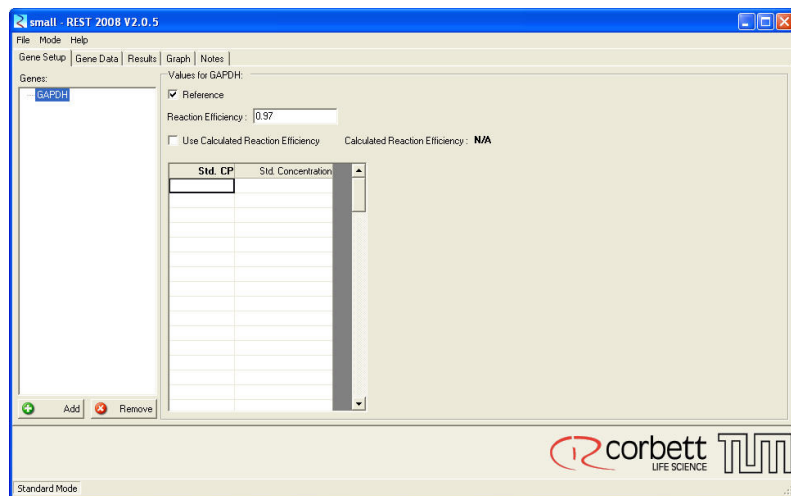 small - REST 2008 V2.0.5
File Mode Help
Gene Setup Gene Data Results Graph Notes
Genes:
GAPDH
Values for GAPDH:
Reference
Reaction Efficiency : 0.97
Use Calculated Reaction Efficiency Calculated Reaction Efficiency : N/A
Std. CP Std. Concentration
Add Remove
corbett
LIFE SCIENCE
TUM
Standard Mode